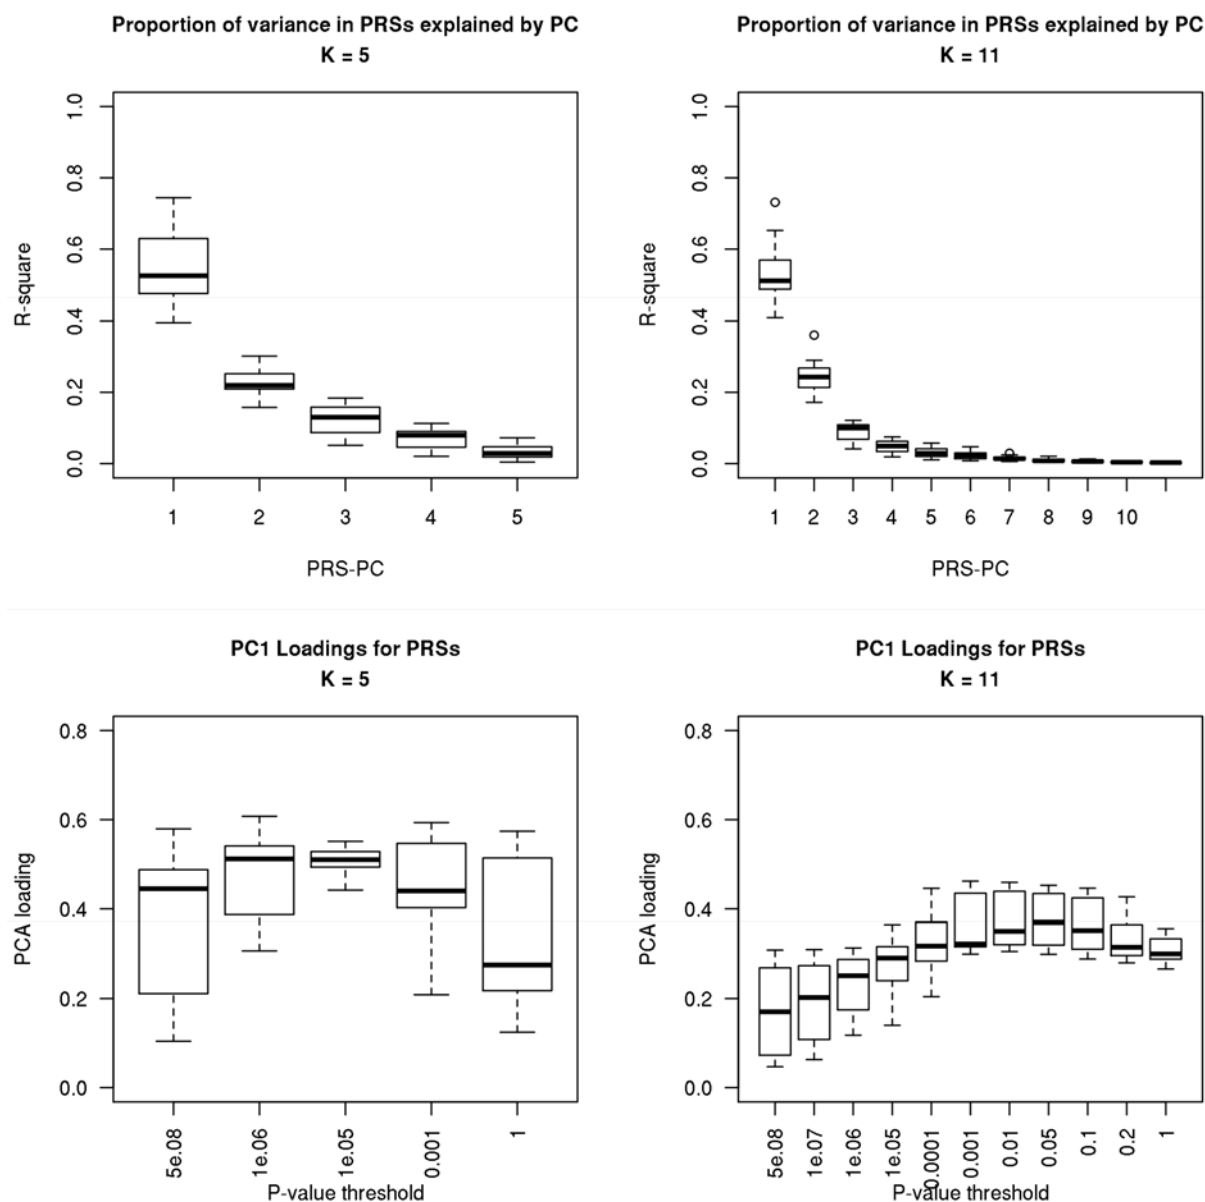 Proportion of variance in PRSs explained by PC
K = 5
R-square
1.0
0.8
0.6
0.4
0.2
0.0
1 2 3 4 5
PRS-PC
Proportion of variance in PRSs explained by PC
K = 11
R-square
1.0
0.8
0.6
0.4
0.2
0.0
1 2 3 4 5 6 7 8 9 10
PRS-PC
PC1 Loadings for PRSs
K = 5
PCA loading
0.8
0.6
0.4
0.2
0.0
5e.08 1e.06 1e.05 0.001 1
P-value threshold
PC1 Loadings for PRSs
K = 11
PCA loading
0.8
0.6
0.4
0.2
0.0
5e.08 1e.07 1e.06 1e.05 0.0001 0.001 0.01 0.05 0.1 0.2 1
P-value threshold